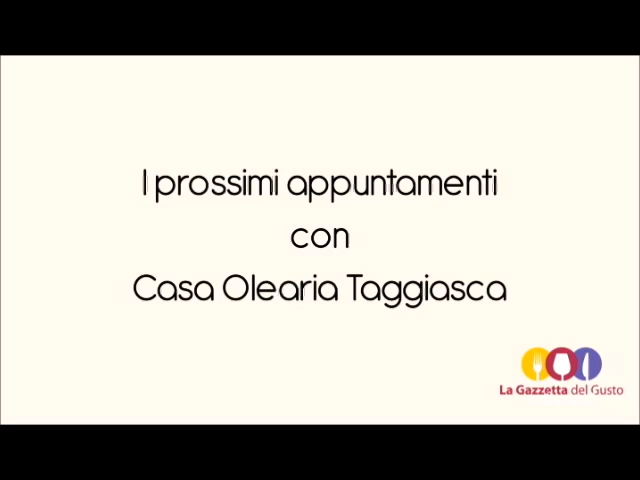 I prossimi appuntamenti
con
Casa Olearia Taggiasca
La Gazzetta del Gusto